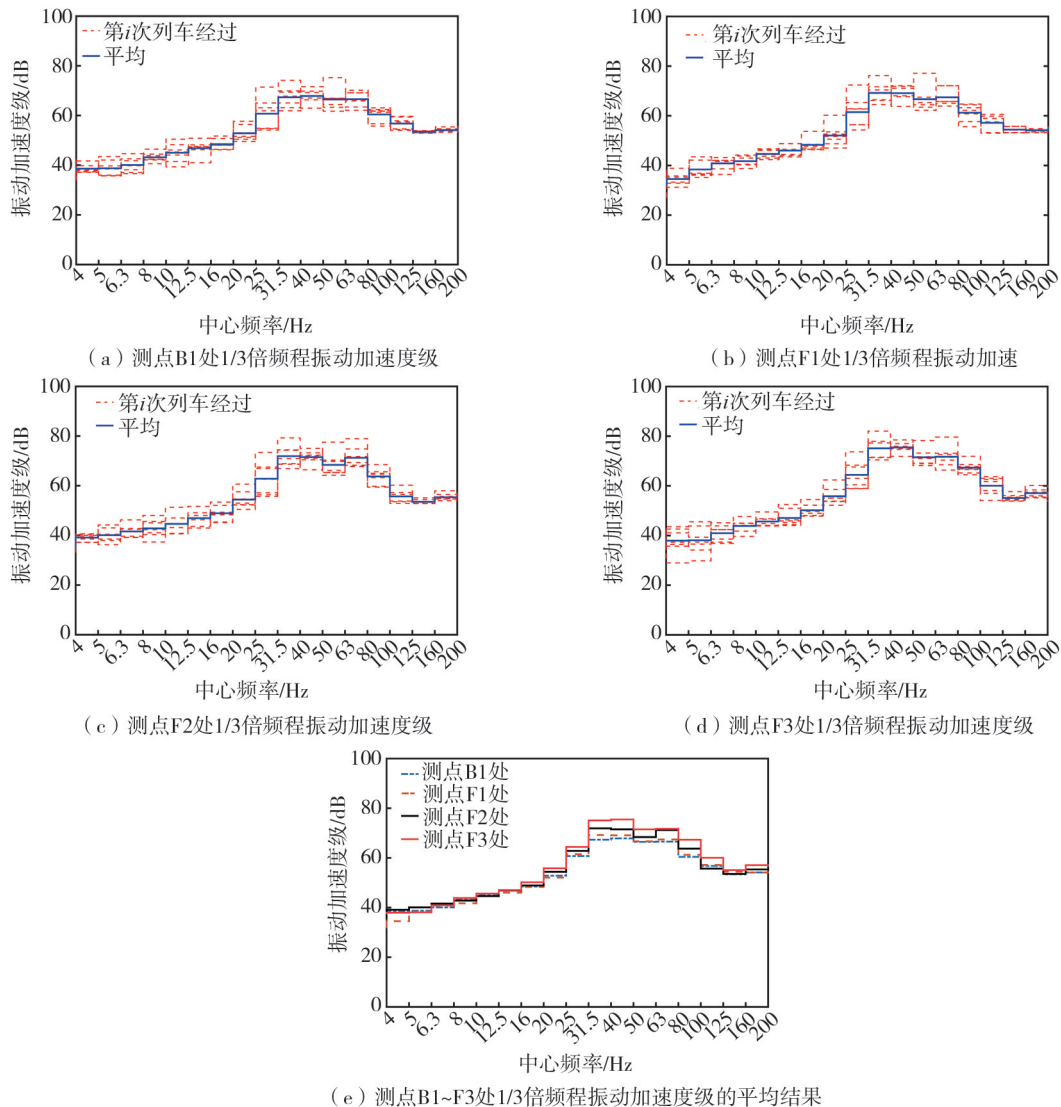 100
80
60
40
20
0
振动加速度级/dB
第i次列车经过
平均
4 5 6.3 8 10 12.5 16 20 25 31.5 40 50 63 80 100 125 160 200
中心频率/Hz
（a）测点B1处1/3倍频程振动加速度级
100
80
60
40
20
0
振动加速度级/dB
第i次列车经过
平均
4 5 6.3 8 10 12.5 16 20 25 31.5 40 50 63 80 100 125 160 200
中心频率/Hz
（b）测点F1处1/3倍频程振动加速
100
80
60
40
20
0
振动加速度级/dB
第i次列车经过
平均
4 5 6.3 8 10 12.5 16 20 25 31.5 40 50 63 80 100 125 160 200
中心频率/Hz
（c）测点F2处1/3倍频程振动加速度级
100
80
60
40
20
0
振动加速度级/dB
第i次列车经过
平均
4 5 6.3 8 10 12.5 16 20 25 31.5 40 50 63 80 100 125 160 200
中心频率/Hz
（d）测点F3处1/3倍频程振动加速度级
100
80
60
40
20
0
振动加速度级/dB
测点B1处
测点F1处
测点F2处
测点F3处
4 5 6.3 8 10 12.5 16 20 25 31.5 40 50 63 80 100 125 160 200
中心频率/Hz
（e）测点B1~F3处1/3倍频程振动加速度级的平均结果